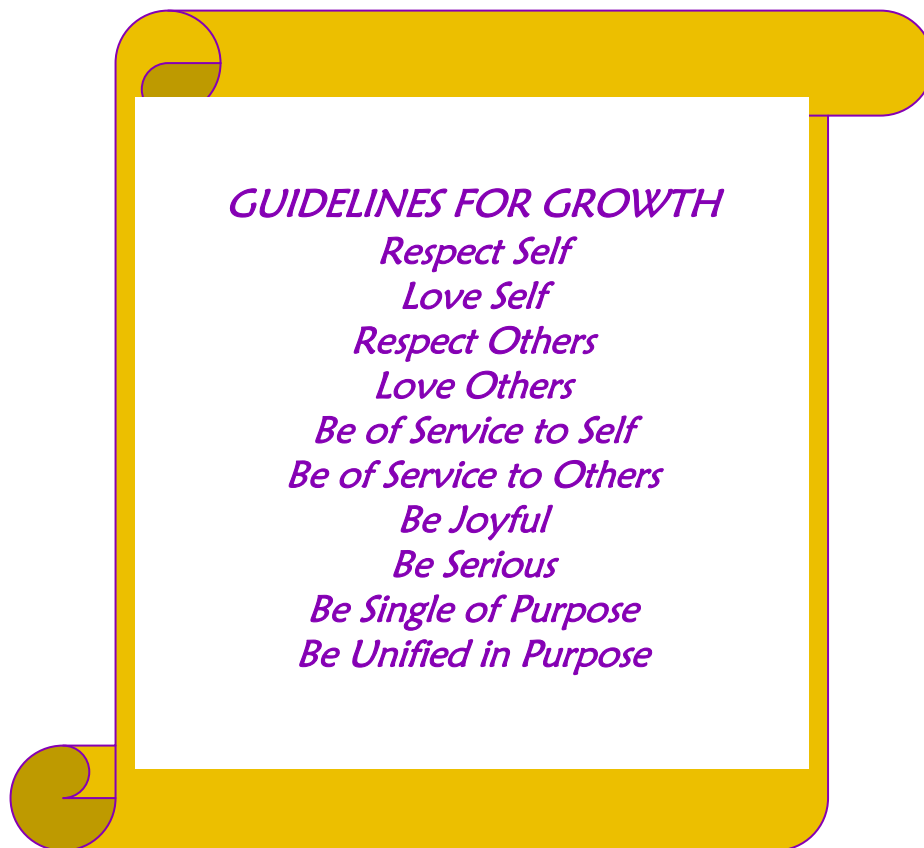 GUIDELINES FOR GROWTH
Respect Self
Love Self
Respect Others
Love Others
Be of Service to Self
Be of Service to Others
Be Joyful
Be Serious
Be Single of Purpose
Be Unified in Purpose